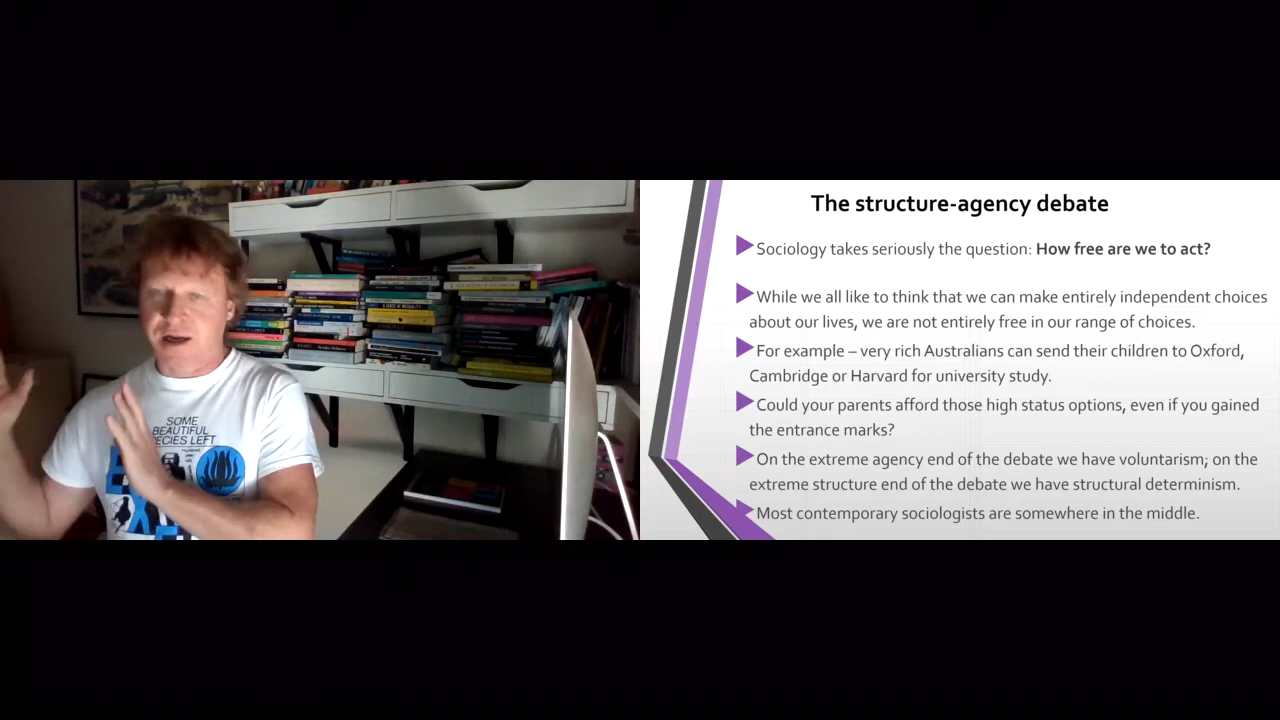 SOME
BEAUTIFUL
SPECIES LEFT
The structure-agency debate
Sociology takes seriously the question: How free are we to act?
While we all like to think that we can make entirely independent choices
about our lives, we are not entirely free in our range of choices.
For example – very rich Australians can send their children to Oxford,
Cambridge or Harvard for university study.
Could your parents afford those high status options, even if you gained
the entrance marks?
On the extreme agency end of the debate we have voluntarism; on the
extreme structure end of the debate we have structural determinism.
Most contemporary sociologists are somewhere in the middle.